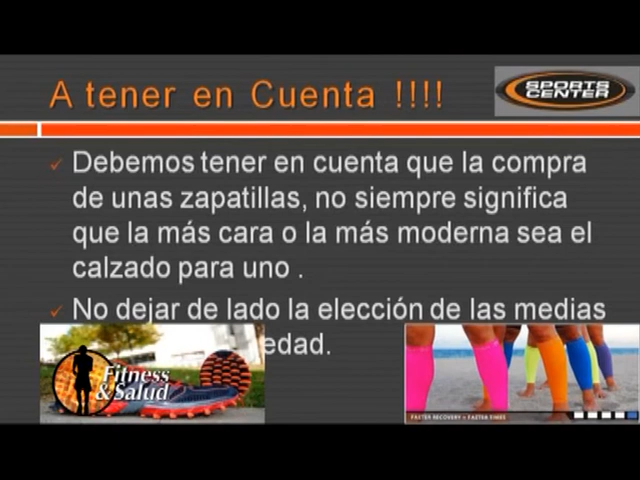 A tener en Cuenta !!!!
SPORTS
CENTER
Debemos tener en cuenta que la compra
de unas zapatillas, no siempre significa
que la más cara o la más moderna sea el
calzado para uno .
No dejar de lado la elección de las medias
edad.
Fitness
& Salud
FASTER RECOVERY = FASTER TIMES